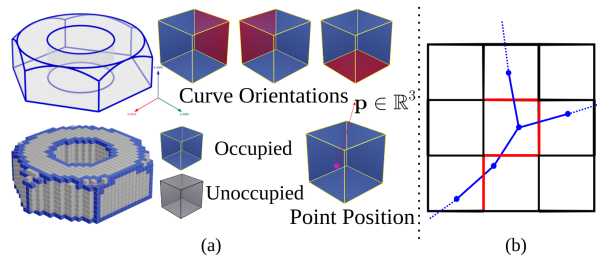 Curve Orientations
p ∈ ℝ³
Occupied
Unoccupied
Point Position
(a)
(b)